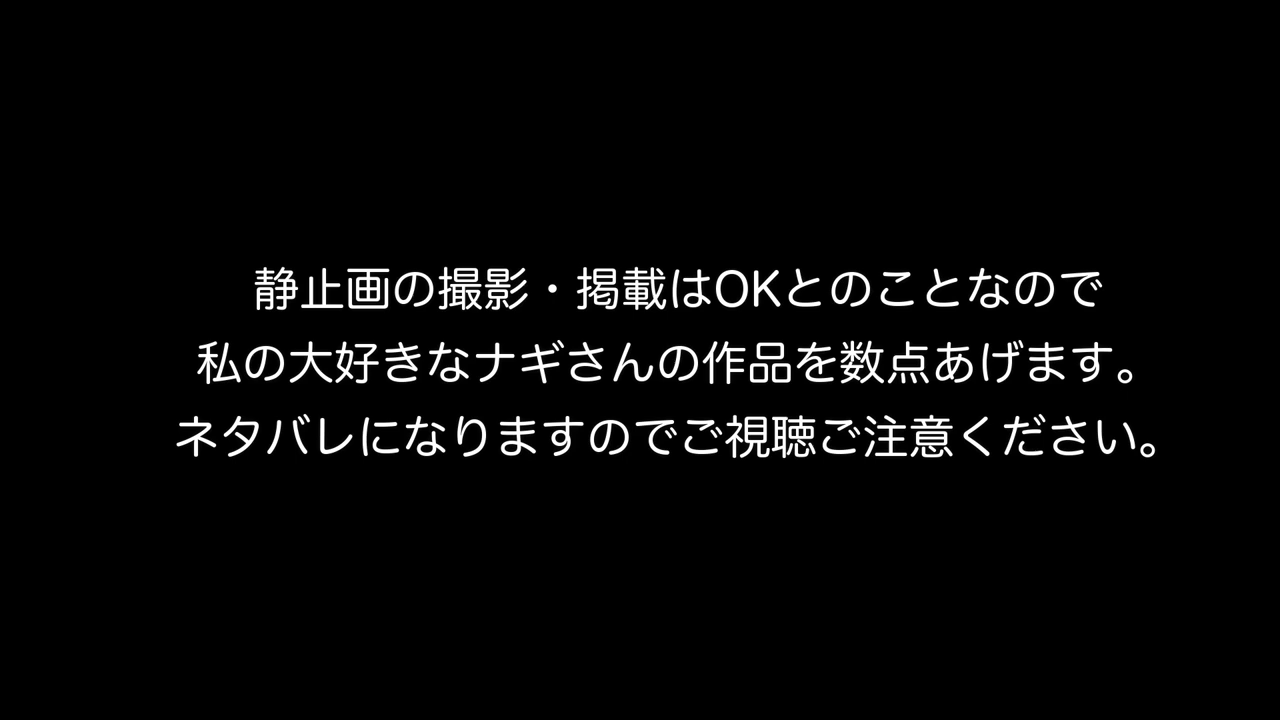 静止画の撮影・掲載はOKとのことなので
私の大好きなナギさんの作品を数点あげます。
ネタバレになりますのでご視聴ご注意ください。